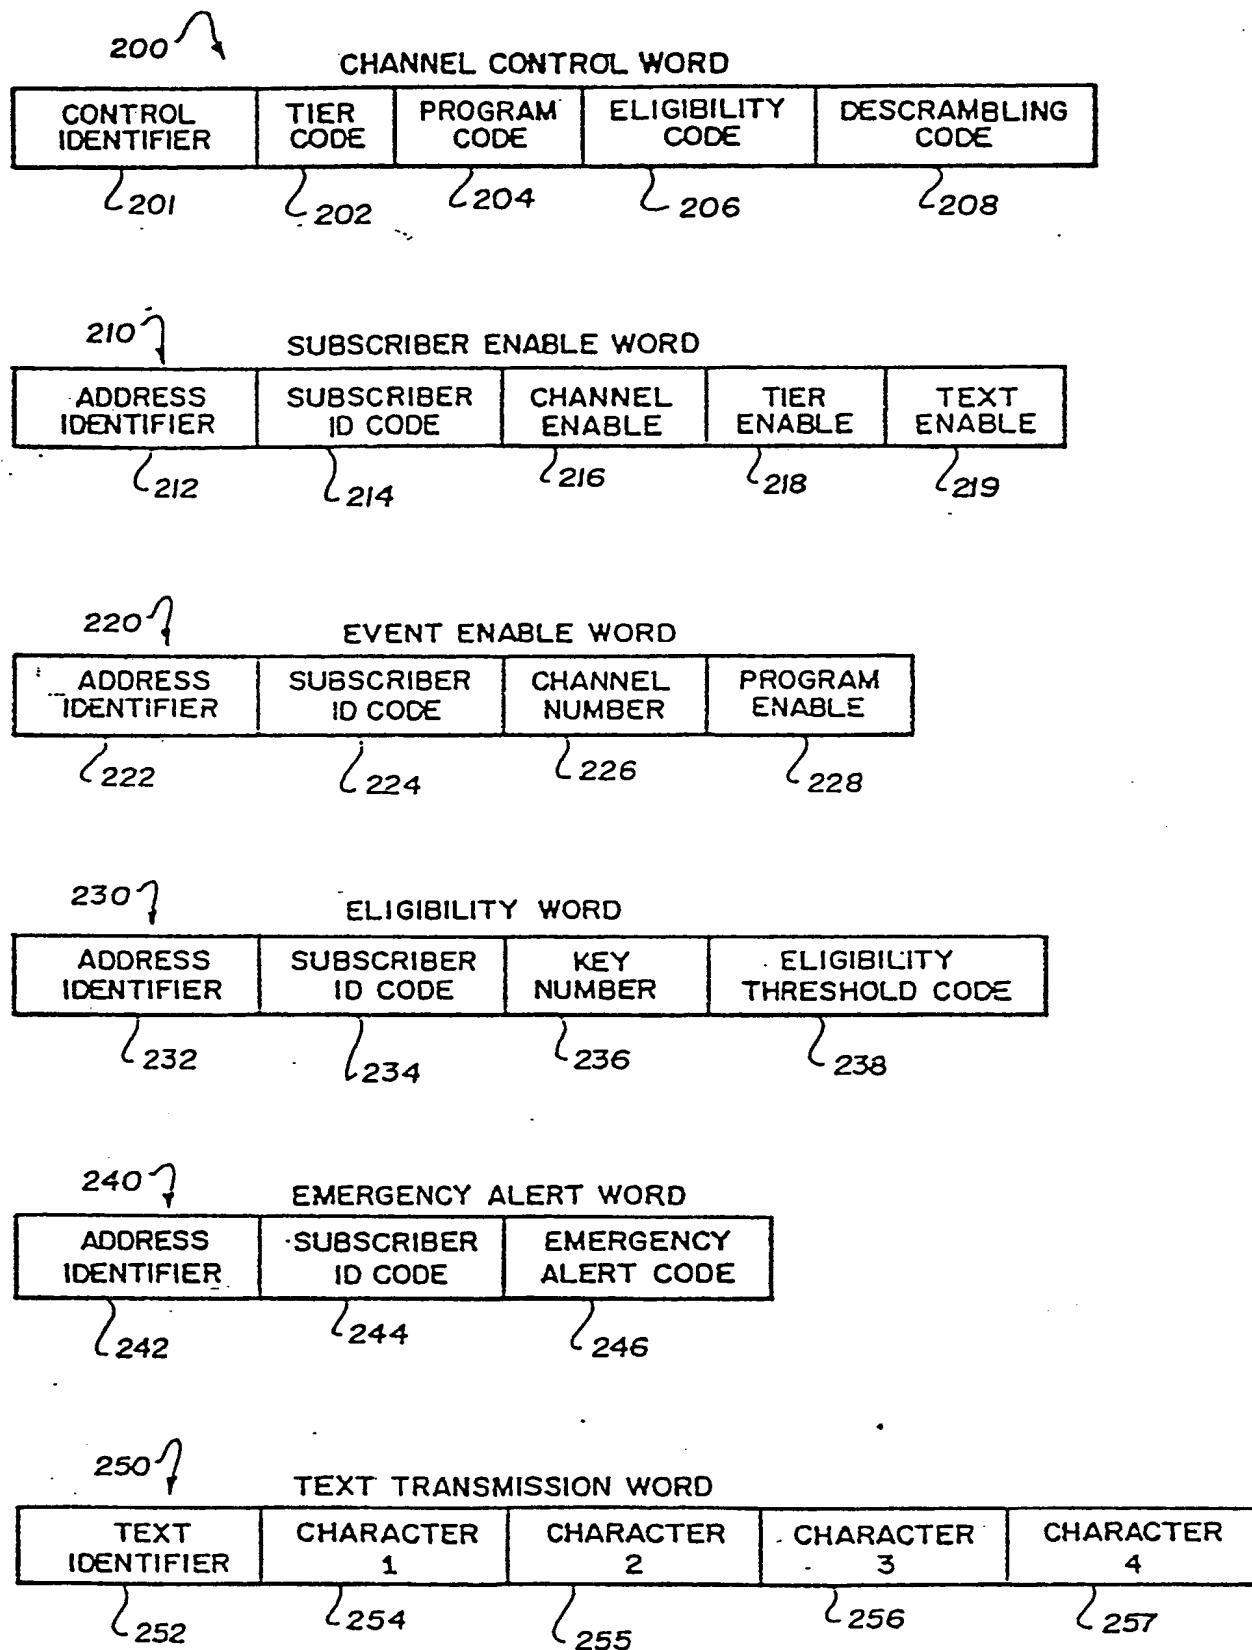 200
CHANNEL CONTROL WORD
CONTROL IDENTIFIER
TIER CODE
PROGRAM CODE
ELIGIBILITY CODE
DESCRAMBLING CODE
201
202
204
206
208
210
SUBSCRIBER ENABLE WORD
ADDRESS IDENTIFIER
SUBSCRIBER ID CODE
CHANNEL ENABLE
TIER ENABLE
TEXT ENABLE
212
214
216
218
219
220
EVENT ENABLE WORD
ADDRESS IDENTIFIER
SUBSCRIBER ID CODE
CHANNEL NUMBER
PROGRAM ENABLE
222
224
226
228
230
ELIGIBILITY WORD
ADDRESS IDENTIFIER
SUBSCRIBER ID CODE
KEY NUMBER
ELIGIBILITY THRESHOLD CODE
232
234
236
238
240
EMERGENCY ALERT WORD
ADDRESS IDENTIFIER
SUBSCRIBER ID CODE
EMERGENCY ALERT CODE
242
244
246
250
TEXT TRANSMISSION WORD
TEXT IDENTIFIER
CHARACTER 1
CHARACTER 2
CHARACTER 3
CHARACTER 4
252
254
255
256
257